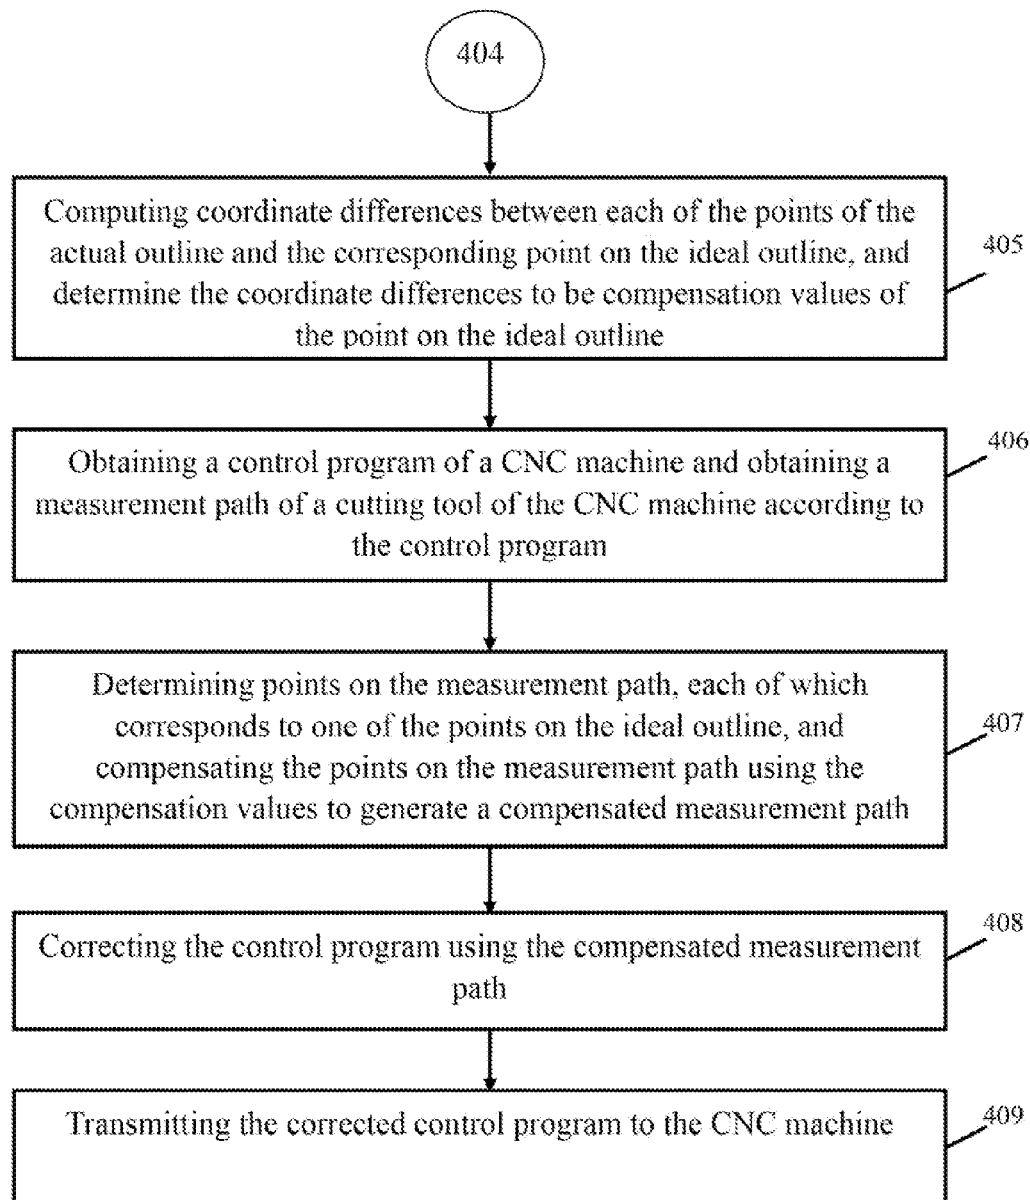 404
Computing coordinate differences between each of the points of the
actual outline and the corresponding point on the ideal outline, and
determine the coordinate differences to be compensation values of
the point on the ideal outline
405
Obtaining a control program of a CNC machine and obtaining a
measurement path of a cutting tool of the CNC machine according to
the control program
406
Determining points on the measurement path, each of which
corresponds to one of the points on the ideal outline, and
compensating the points on the measurement path using the
compensation values to generate a compensated measurement path
407
Correcting the control program using the compensated measurement
path
408
Transmitting the corrected control program to the CNC machine
409